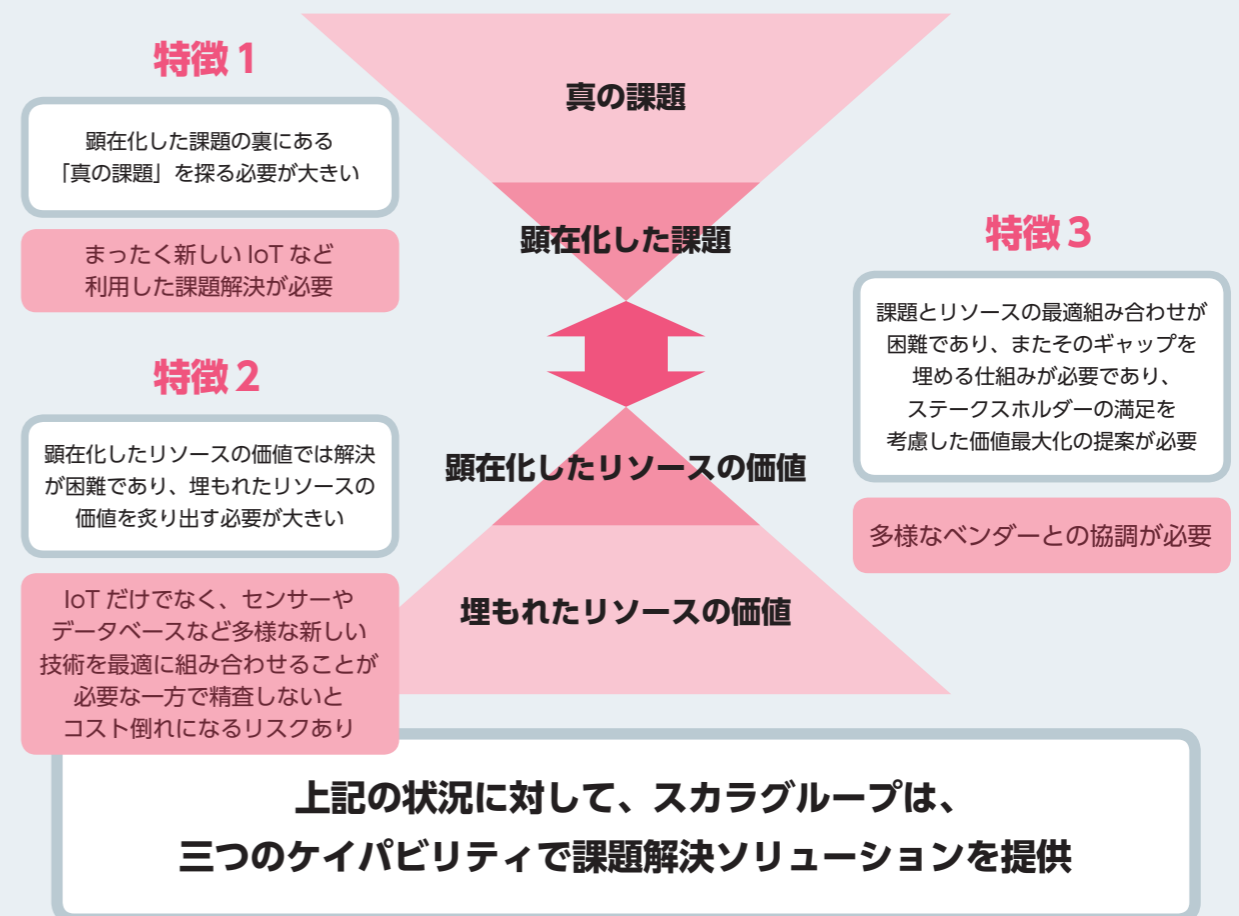 特徴1
顕在化した課題の裏にある
「真の課題」を探る必要が大きい
まったく新しい IoT など
利用した課題解決が必要
特徴2
顕在化したリソースの価値では解決
が困難であり、埋もれたリソースの
価値を炙り出す必要が大きい
IoT だけでなく、センサーや
データベースなど多様な新しい
技術を最適に組み合わせることが
必要な一方で精査しないと
コスト倒れになるリスクあり
真の課題
顕在化した課題
顕在化したリソースの価値
埋もれたリソースの価値
特徴3
課題とリソースの最適組み合わせが
困難であり、またそのギャップを
埋める仕組みが必要であり、
ステークスホルダーの満足を
考慮した価値最大化の提案が必要
多様なベンダーとの協調が必要
上記の状況に対して、スカラグループは、
三つのケイパビリティで課題解決ソリューションを提供